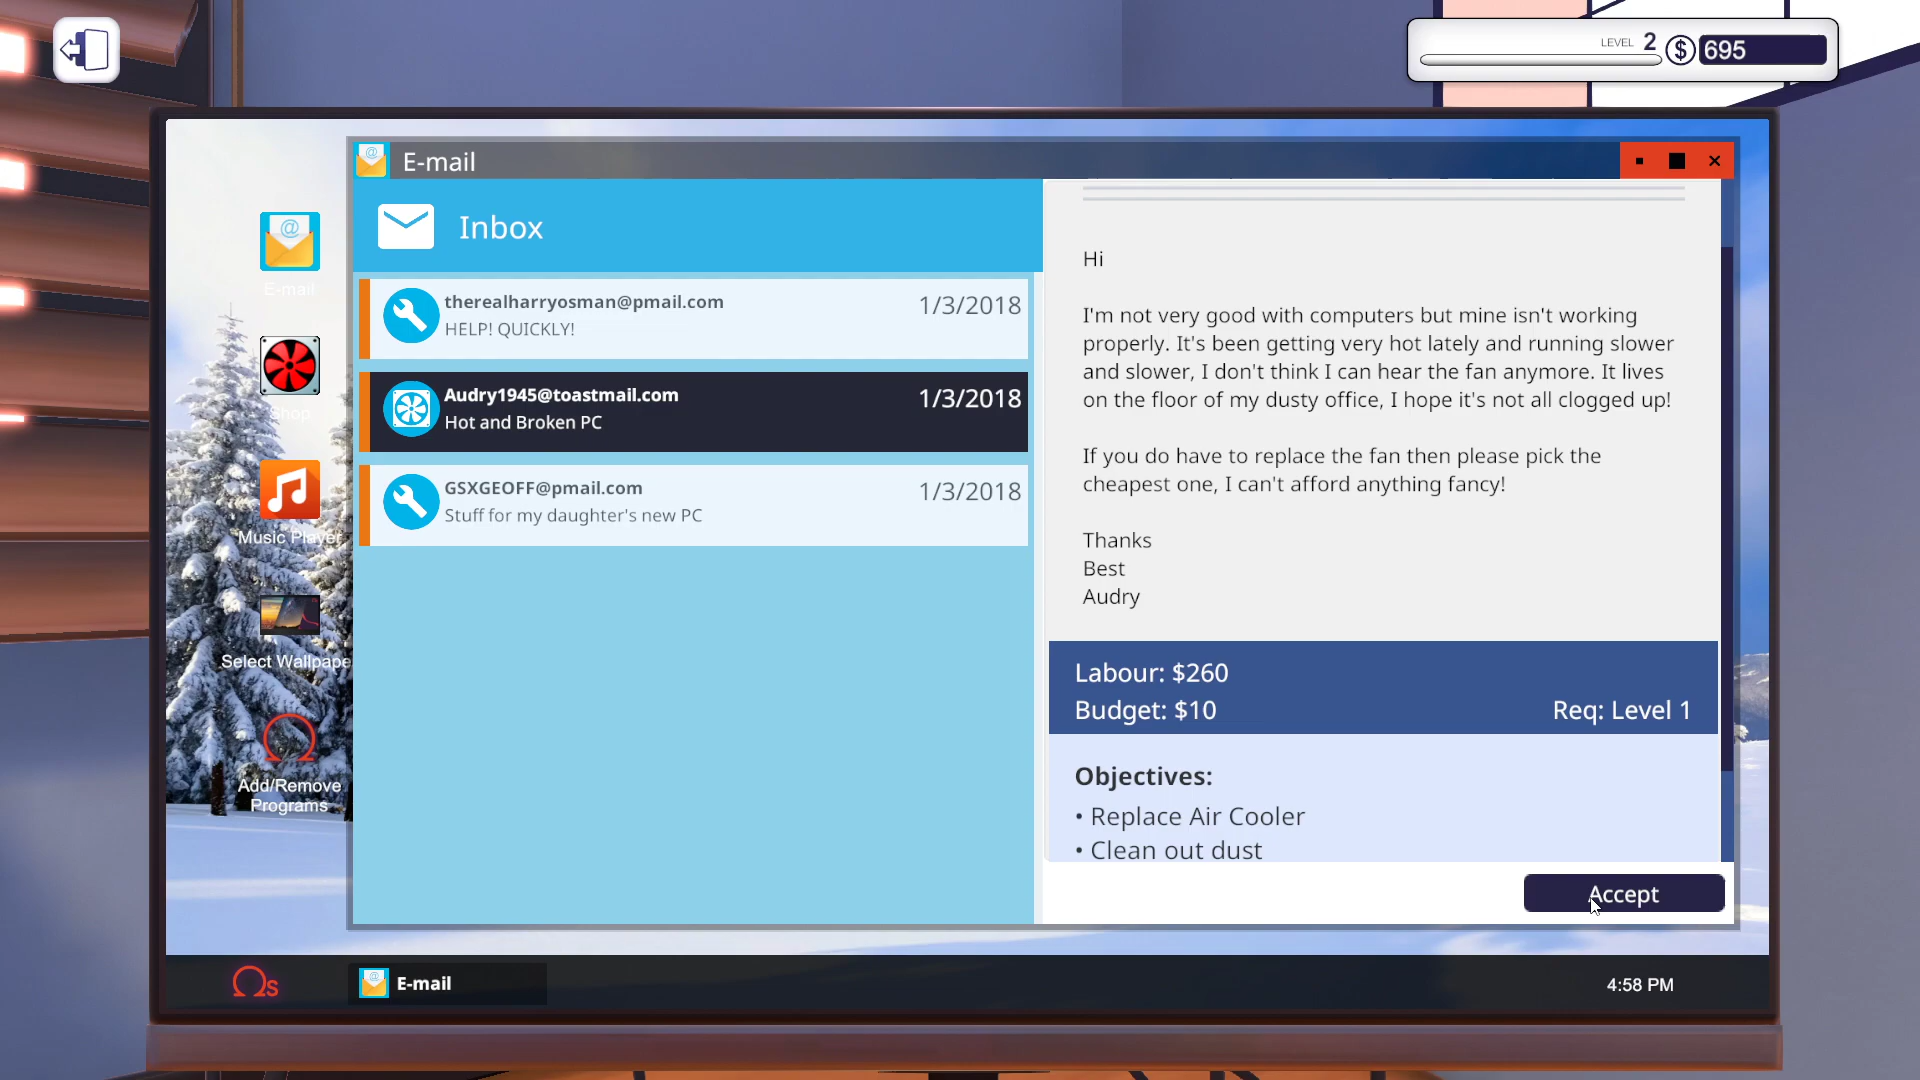 LEVEL 2 $ 695
E-mail
Inbox
therealharryosman@pmail.com 1/3/2018
HELP! QUICKLY!
Audry1945@toastmail.com 1/3/2018
Hot and Broken PC
GSXGEOFF@pmail.com 1/3/2018
Stuff for my daughter's new PC
Hi
I'm not very good with computers but mine isn't working
properly. It's been getting very hot lately and running slower
and slower, I don't think I can hear the fan anymore. It lives
on the floor of my dusty office, I hope it's not all clogged up!
If you do have to replace the fan then please pick the
cheapest one, I can't afford anything fancy!
Thanks
Best
Audry
Labour: $260
Budget: $10 Req: Level 1
Objectives:
• Replace Air Cooler
• Clean out dust
Accept
E-mail
Shop
Music Player
Select Wallpape
Add/Remove
Programs
Ωs
E-mail
4:58 PM